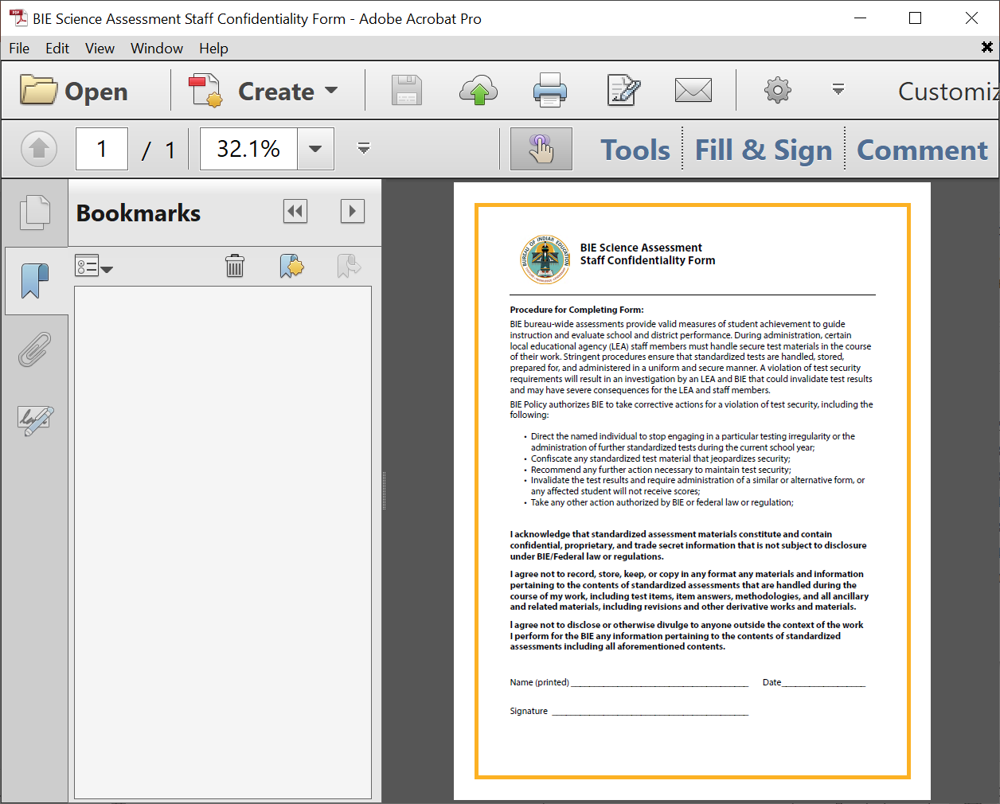 BIE Science Assessment Staff Confidentiality Form - Adobe Acrobat Pro
File Edit View Window Help
Open Create Customiz
1 / 1 32.1% Tools Fill & Sign Comment
Bookmarks
BUREAU OF INDIAN EDUCATION
BIE Science Assessment
Staff Confidentiality Form
Procedure for Completing Form:
BIE bureau-wide assessments provide valid measures of student achievement to guide
instruction and evaluate school and district performance. During administration, certain
local educational agency (LEA) staff members must handle secure test materials in the course
of their work. Stringent procedures ensure that standardized tests are handled, stored,
prepared for, and administered in a uniform and secure manner. A violation of test security
requirements will result in an investigation by an LEA and BIE that could invalidate test results
and may have severe consequences for the LEA and staff members.
BIE Policy authorizes BIE to take corrective actions for a violation of test security, including the
following:
• Direct the named individual to stop engaging in a particular testing irregularity or the
administration of further standardized tests during the current school year;
• Confiscate any standardized test material that jeopardizes security;
• Recommend any further action necessary to maintain test security;
• Invalidate the test results and require administration of a similar or alternative form, or
any affected student will not receive scores;
• Take any other action authorized by BIE or federal law or regulation;
I acknowledge that standardized assessment materials constitute and contain
confidential, proprietary, and trade secret information that is not subject to disclosure
under BIE/Federal law or regulations.
I agree not to record, store, keep, or copy in any format any materials and information
pertaining to the contents of standardized assessments that are handled during the
course of my work, including test items, item answers, methodologies, and all ancillary
and related materials, including revisions and other derivative works and materials.
I agree not to disclose or otherwise divulge to anyone outside the context of the work
I perform for the BIE any information pertaining to the contents of standardized
assessments including all aforementioned contents.
Name (printed) Date
Signature